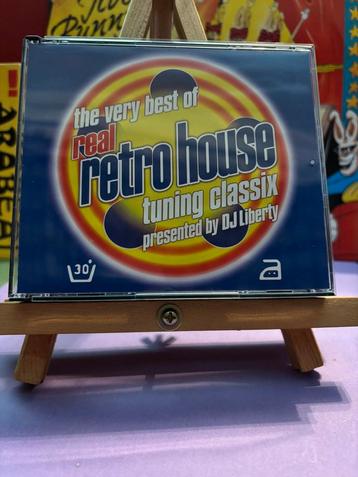 the very best of
real
retro house
tuning classix
presented by DJ Liberty
30°